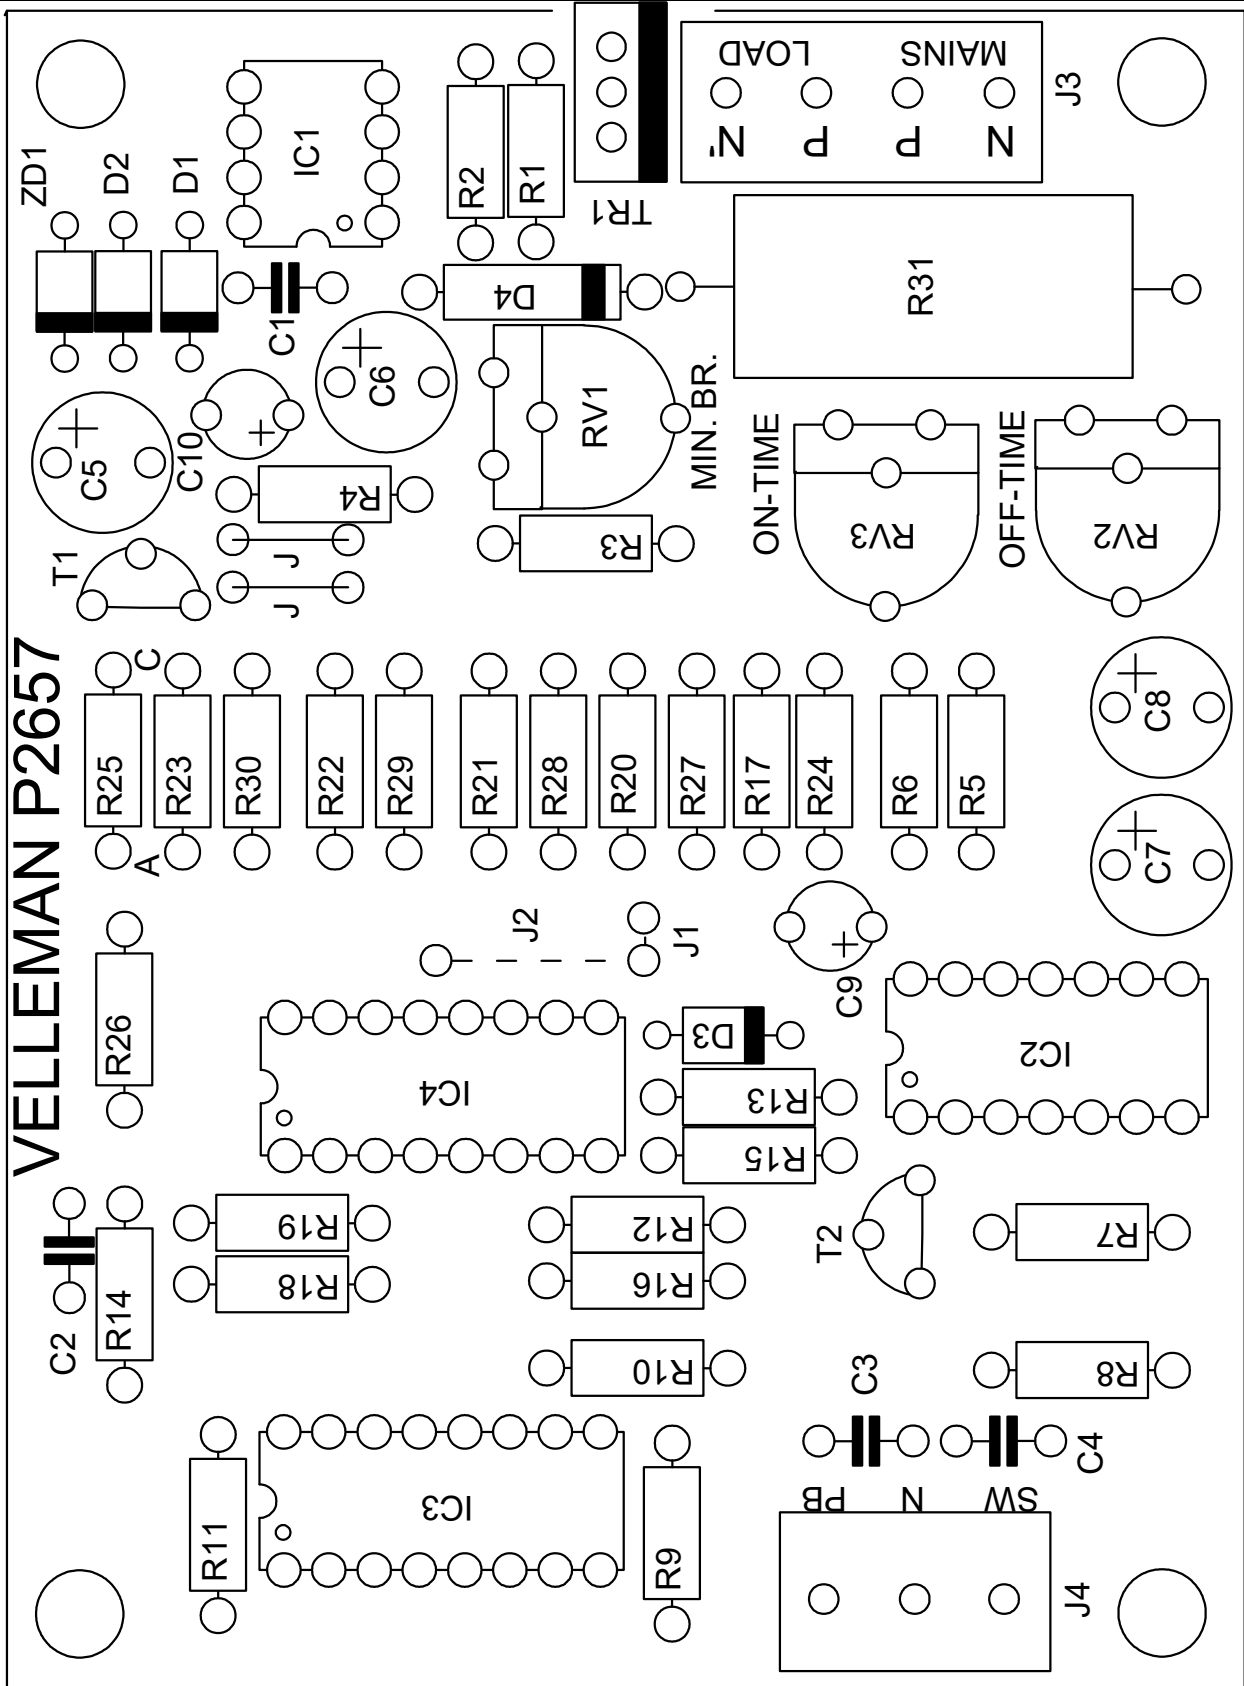 LOAD
MAINS
J3
N'
P
P
N
ZD1
D2
D1
IC1
R2
R1
TR1
C1
D4
R31
C6
RV1
MIN. BR.
C5
C10
R4
ON-TIME
OFF-TIME
RV3
RV2
T1
J
J
R3
VELLEMAN P2657
C
A
R25
R23
R30
R22
R29
R21
R28
R20
R27
R17
R24
R6
R5
C8
C7
J2
J1
C9
R26
IC4
D3
R13
R15
IC2
C2
R14
R19
R18
R12
R16
R10
T2
R7
R8
C3
C4
R11
IC3
R9
PB
N
SW
J4